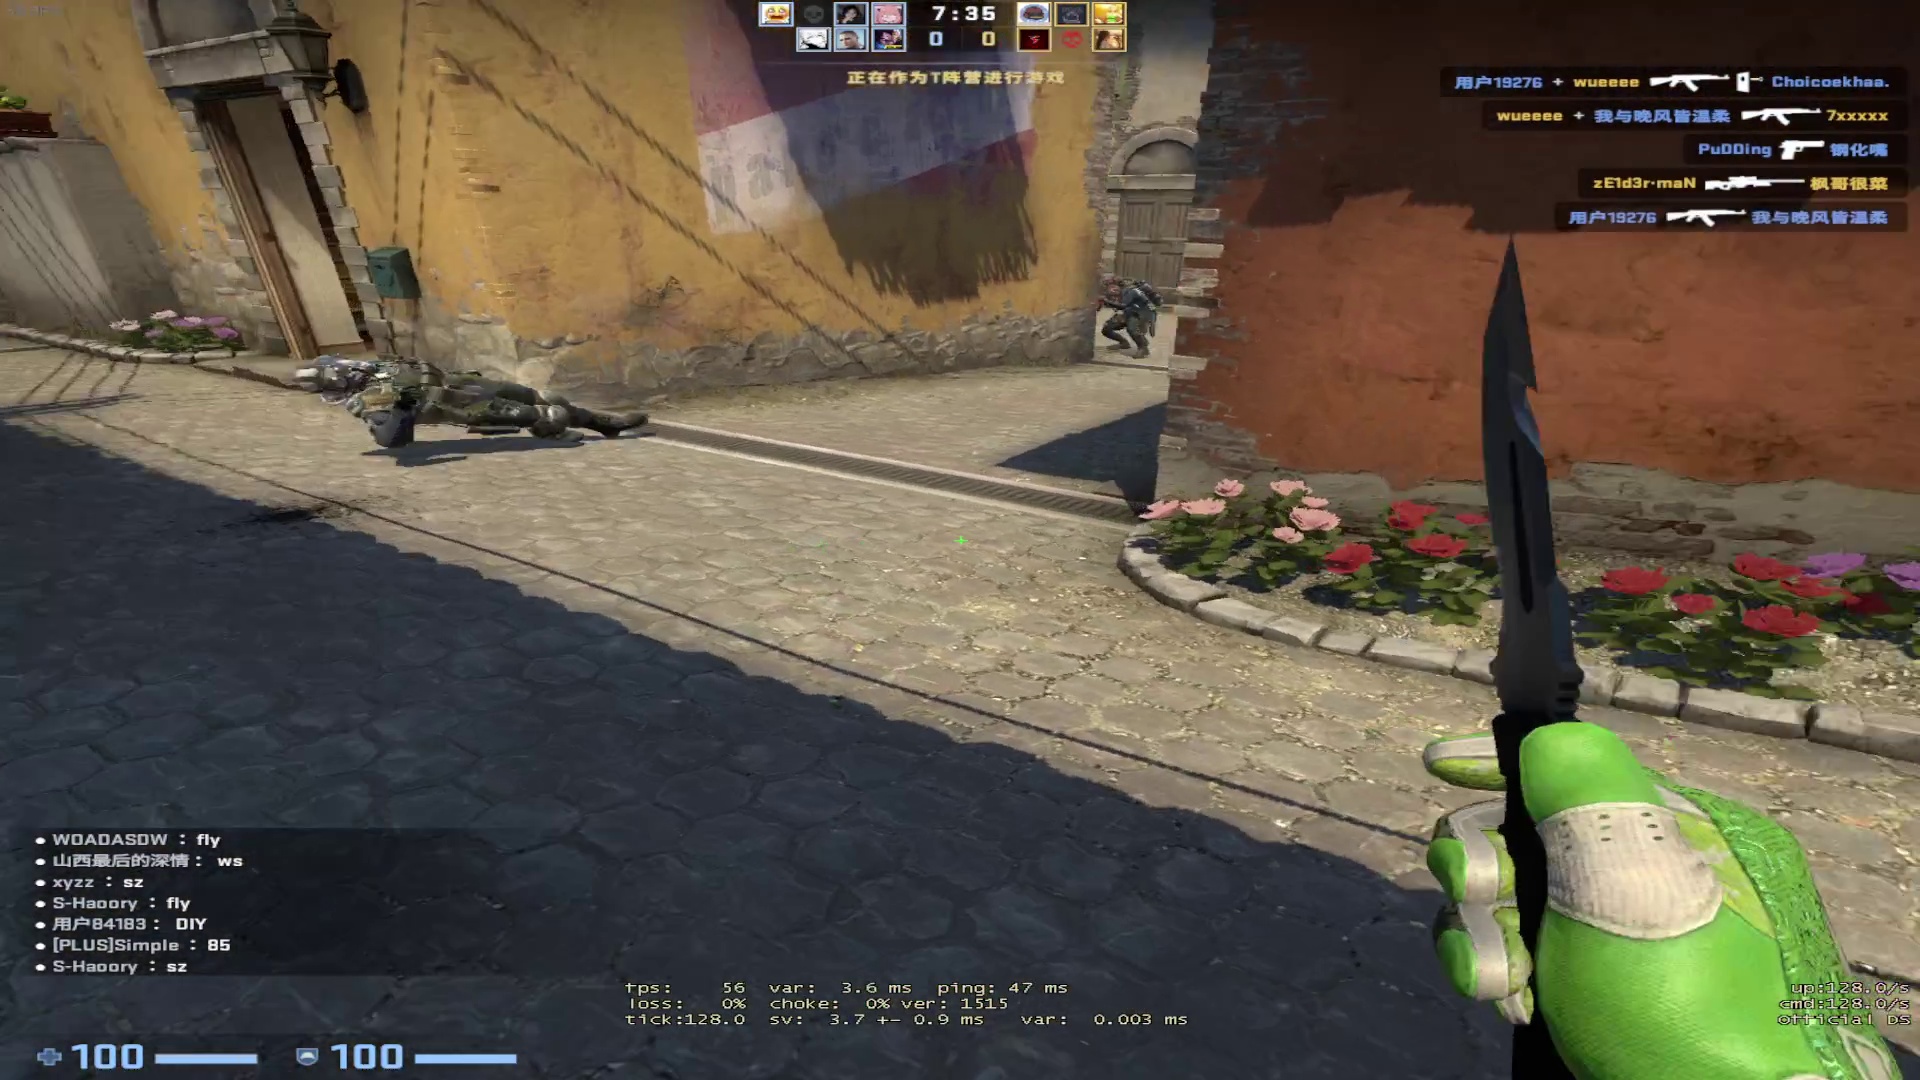 7:35
0 0
正在作为T阵营进行游戏
用户19276 + wueeee Choicoekhaa.
wueeee + 我与晚风皆温柔 7xxxxx
PuDDing 钢化嘴
zE1d3r·maN 枫哥很菜
用户19276 我与晚风皆温柔
WDADASDW : fly
山西最后的深情: ws
xyzz : sz
S-Haoory : fly
用户84183: DIY
[PLUS]Simple : 85
S-Haoory : sz
fps: 56 var: 3.6 ms ping: 47 ms
loss: 0% choke: 0% ver: 1515
tick:128.0 sv: 3.7 +- 0.9 ms var: 0.003 ms
up:128.0/s
cmd:128.0/s
official DS
100 100